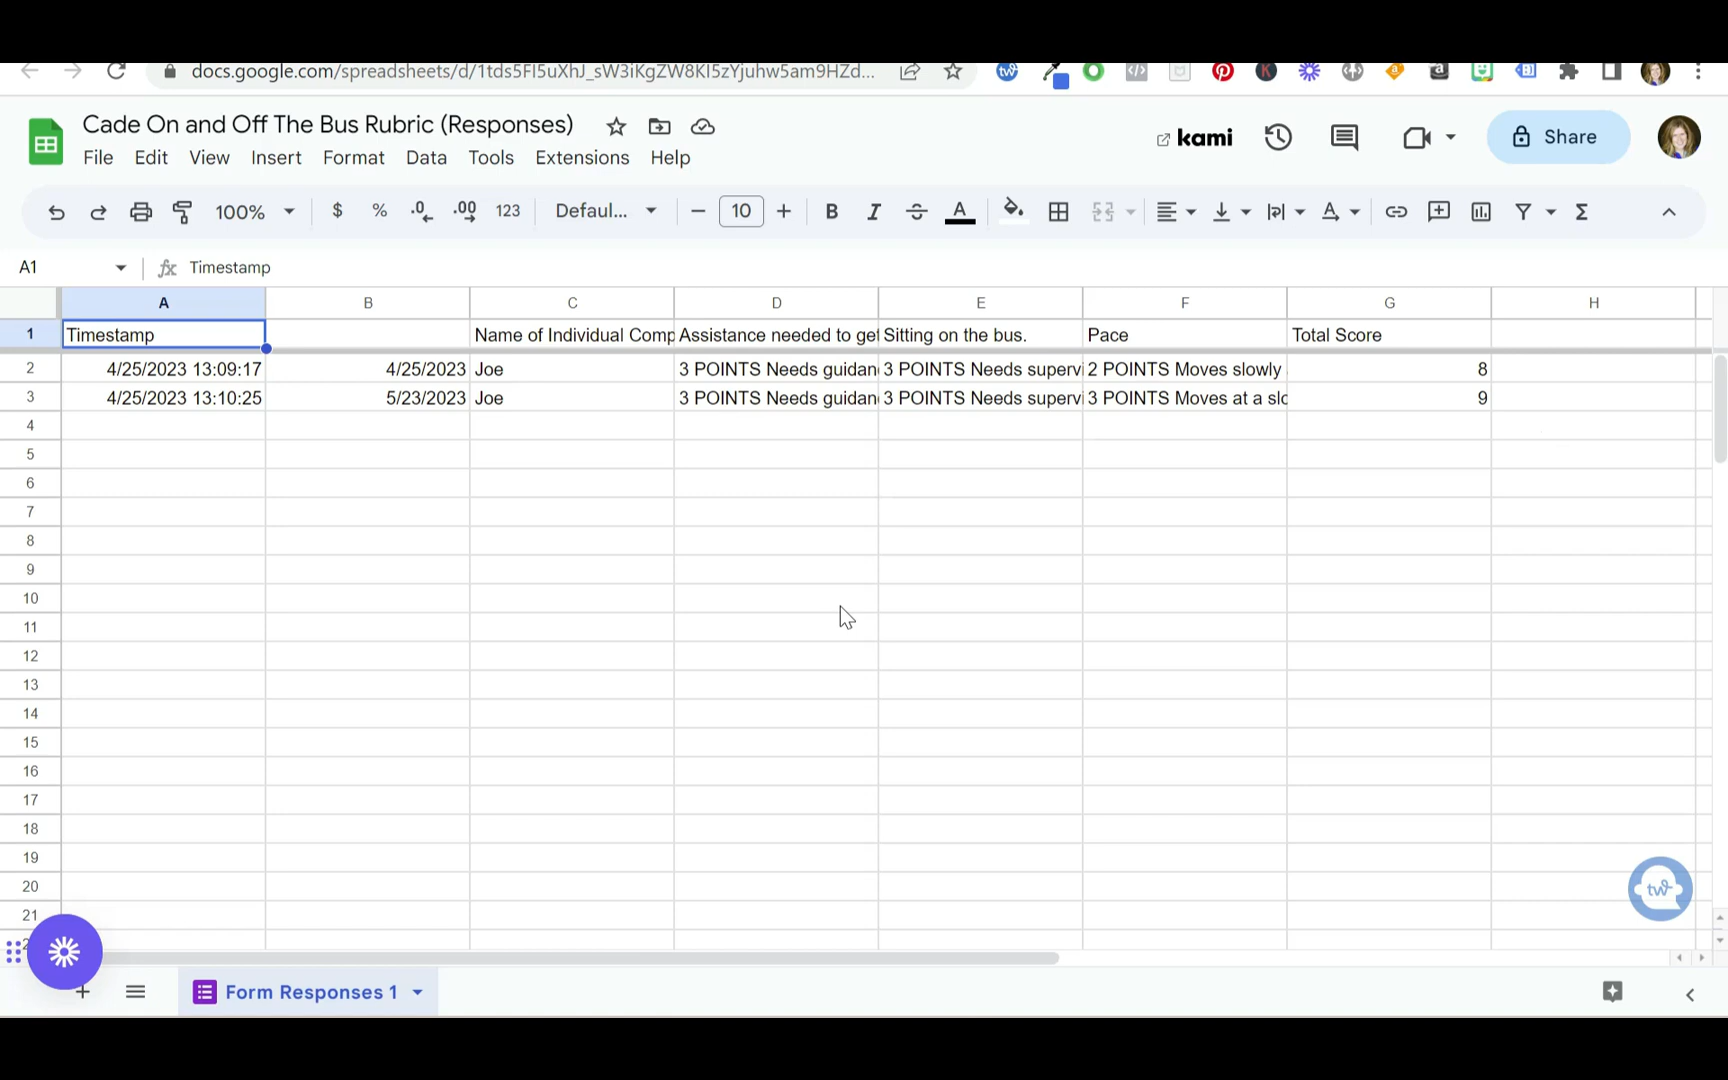 docs.google.com/spreadsheets/d/1tds5FI5uXhJ_sW3iKgZW8KI5zYjuhw5am9HZd...
Cade On and Off The Bus Rubric (Responses)
kami
Share
File Edit View Insert Format Data Tools Extensions Help
100% $ % .0 .00 123 Defaul... − 10 + B I A Σ
A1 fx Timestamp
A B C D E F G H
1 Timestamp Name of Individual Comp Assistance needed to get Sitting on the bus. Pace Total Score
2 4/25/2023 13:09:17 4/25/2023 Joe 3 POINTS Needs guidan 3 POINTS Needs supervi 2 POINTS Moves slowly 8
3 4/25/2023 13:10:25 5/23/2023 Joe 3 POINTS Needs guidan 3 POINTS Needs supervi 3 POINTS Moves at a slo 9
4
5
6
7
8
9
10
11
12
13
14
15
16
17
18
19
20
21
tw
+ Form Responses 1